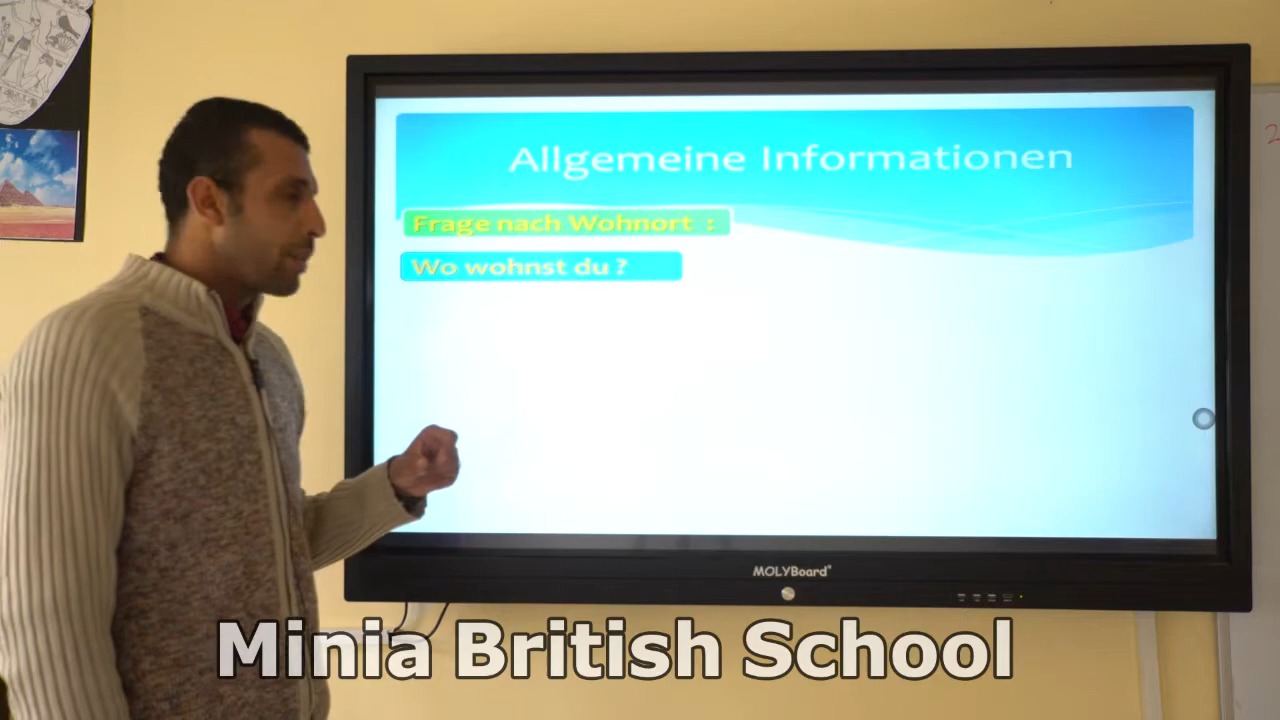 Allgemeine Informationen
Frage nach Wohnort :
Wo wohnst du ?
MOLYBoard
Minia British School